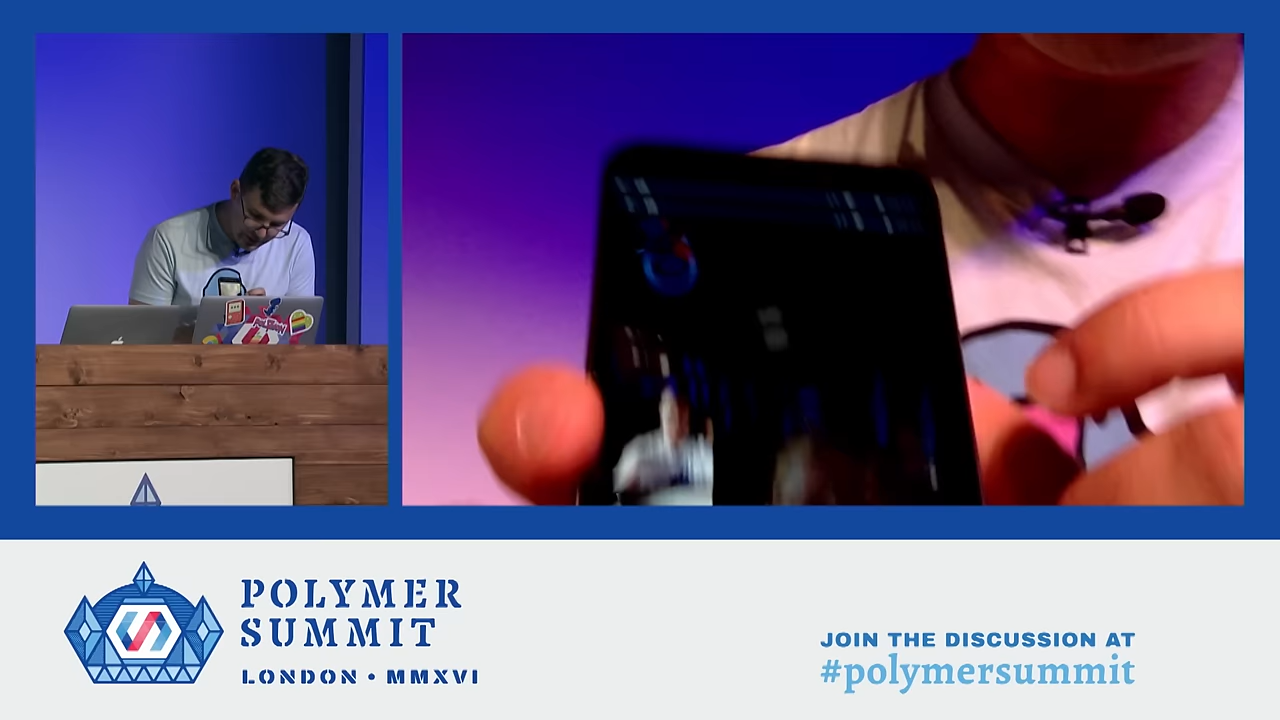 POLYMER
SUMMIT
LONDON • MMXVI
JOIN THE DISCUSSION AT
#polymersummit